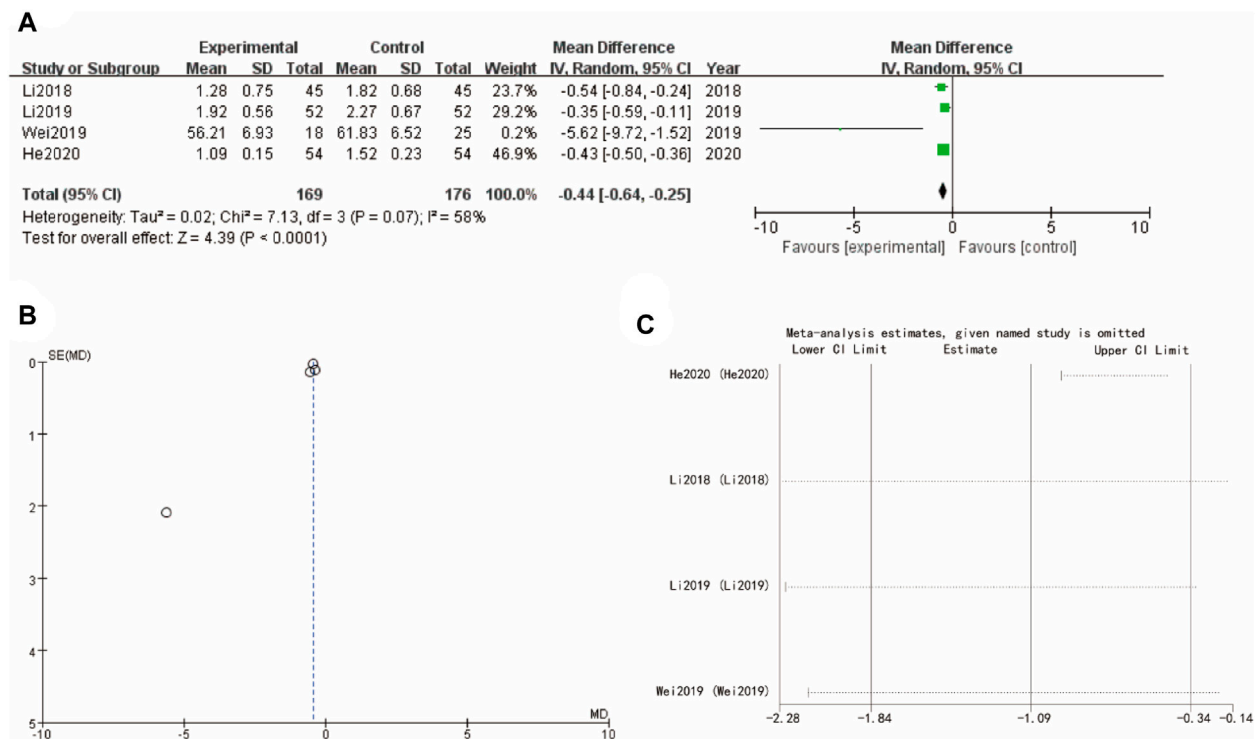 A
Experimental Control Mean Difference Mean Difference
Study or Subgroup Mean SD Total Mean SD Total Weight IV, Random, 95% CI Year IV, Random, 95% CI
Li2018 1.28 0.75 45 1.82 0.68 45 23.7% -0.54 [-0.84, -0.24] 2018
Li2019 1.92 0.56 52 2.27 0.67 52 29.2% -0.35 [-0.59, -0.11] 2019
Wei2019 56.21 6.93 18 61.83 6.52 25 0.2% -5.62 [-9.72, -1.52] 2019
He2020 1.09 0.15 54 1.52 0.23 54 46.9% -0.43 [-0.50, -0.36] 2020
Total (95% CI) 169 176 100.0% -0.44 [-0.64, -0.25]
Heterogeneity: Tau² = 0.02; Chi² = 7.13, df = 3 (P = 0.07); I² = 58%
Test for overall effect: Z = 4.39 (P < 0.0001)
-10 -5 0 5 10
Favours [experimental] Favours [control]
B
SE(MD)
0
1
2
3
4
5
MD
-10 -5 0 5 10
C
Meta-analysis estimates, given named study is omitted
Lower CI Limit Estimate Upper CI Limit
He2020 (He2020)
Li2018 (Li2018)
Li2019 (Li2019)
Wei2019 (Wei2019)
-2.28 -1.84 -1.09 -0.34 -0.14